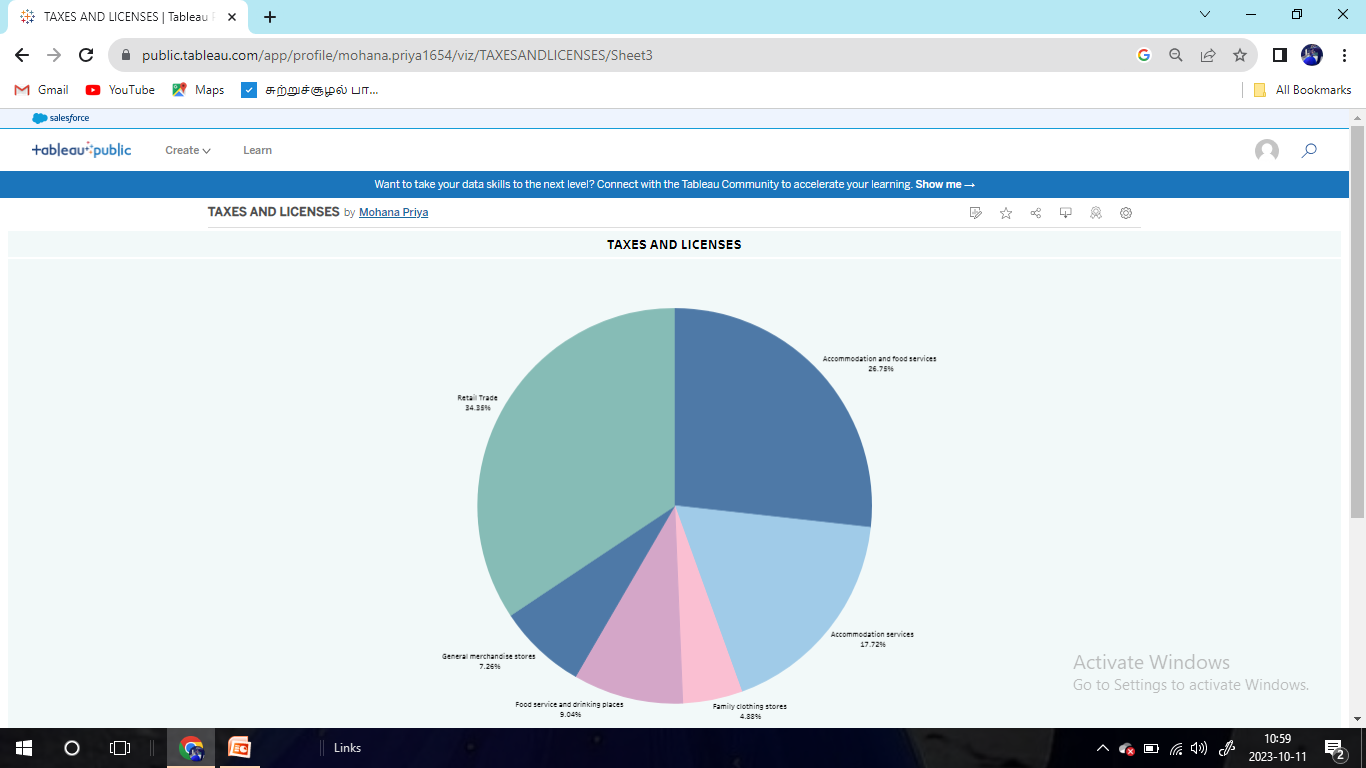 TAXES AND LICENSES | Tableau
public.tableau.com/app/profile/mohana.priya1654/viz/TAXESANDLICENSES/Sheet3
Gmail YouTube Maps சுற்றுச்சூழல் பா... All Bookmarks
salesforce
+ableau+public Create Learn
Want to take your data skills to the next level? Connect with the Tableau Community to accelerate your learning. Show me →
TAXES AND LICENSES by Mohana Priya
TAXES AND LICENSES
Accommodation and food services
26.75%
Retail Trade
34.35%
Accommodation services
17.72%
General merchandise stores
7.26%
Food service and drinking places
9.04%
Family clothing stores
4.88%
Activate Windows
Go to Settings to activate Windows.
Links
10:59
2023-10-11
2